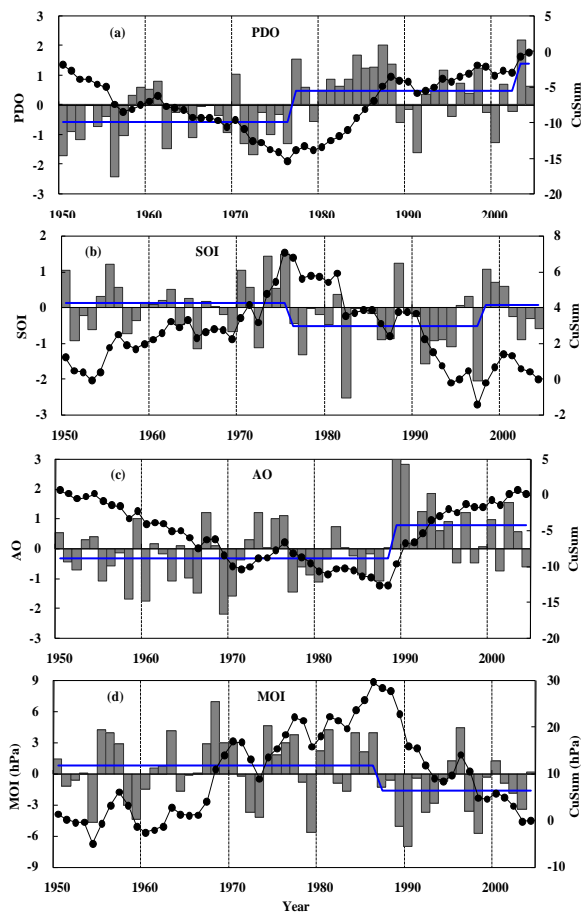 (a) PDO
3 2 1 0 -1 -2 -3
PDO
5 0 -5 -10 -15 -20
CuSum
1950 1960 1970 1980 1990 2000
(b) SOI
2 1 0 -1 -2 -3
SOI
8 6 4 2 0 -2
CuSum
1950 1960 1970 1980 1990 2000
(c) AO
3 2 1 0 -1 -2 -3
AO
5 0 -5 -10 -15 -20
CuSum
1950 1960 1970 1980 1990 2000
(d) MOI
9 6 3 0 -3 -6 -9
MOI (hPa)
30 20 10 0 -10
CuSum (hPa)
1950 1960 1970 1980 1990 2000
Year